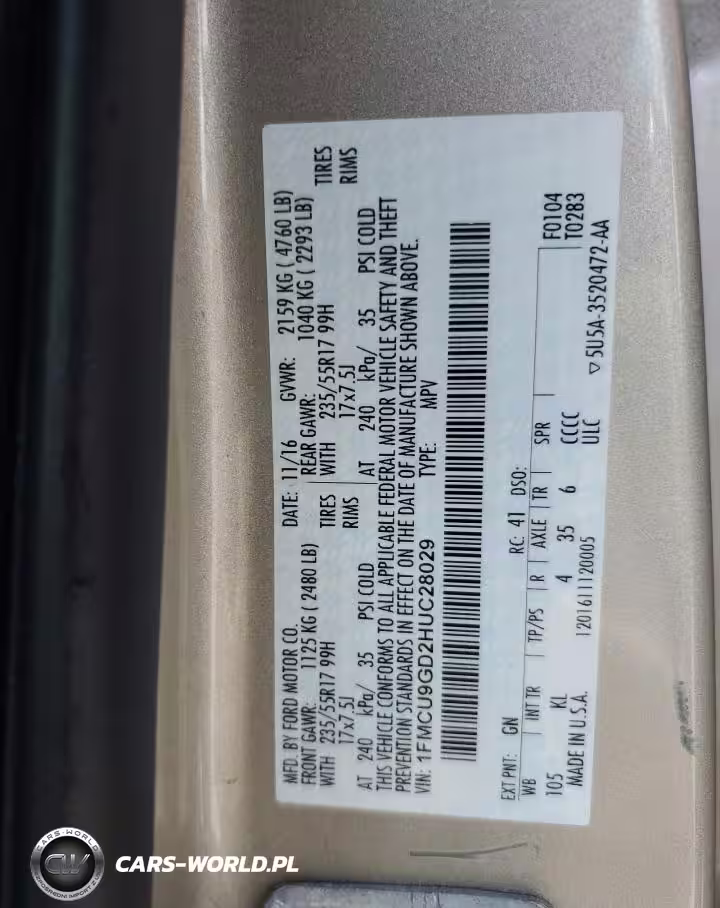 MFD. BY FORD MOTOR CO.
DATE: 11/16 GVWR: 2159 KG ( 4760 LB)
FRONT GAWR: 1125 KG ( 2480 LB) REAR GAWR: 1040 KG ( 2293 LB)
WITH 235/55R17 99H TIRES WITH 235/55R17 99H TIRES
17x7.5J RIMS 17x7.5J RIMS
AT 240 kPa/ 35 PSI COLD AT 240 kPa/ 35 PSI COLD
THIS VEHICLE CONFORMS TO ALL APPLICABLE FEDERAL MOTOR VEHICLE SAFETY AND THEFT
PREVENTION STANDARDS IN EFFECT ON THE DATE OF MANUFACTURE SHOWN ABOVE.
VIN: 1FMCU9GD2HUC28029 TYPE: MPV
EXT PNT: GN RC: 41 DSO: F0104
T0283
WB INT TR TP/PS R AXLE TR SPR
105 KL 4 35 6 CCCC
MADE IN U.S.A. 1201611120005 ULC
▽5U5A-3520472-AA
CARS-WORLD
CW
CARS-WORLD.PL